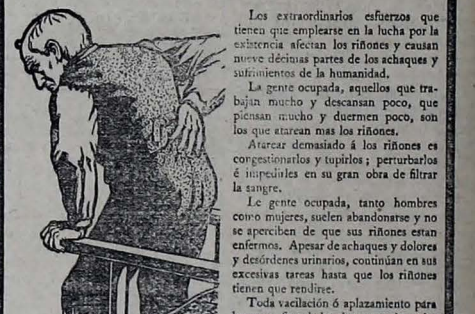 Los extraordinarios esfuerzos que
tienen que emplearse en la lucha por la
existencia afectan los riñones y causan
nueve décimas partes de los achaques y
sufrimientos de la humanidad.
La gente ocupada, aquellos que tra-
bajan mucho y descansan poco, que
piensan mucho y duermen poco, son
los que atarean mas los riñones.
Atarear demasiado á los riñones es
congestionarlos y tupirlos; perturbarlos
é impedirles en su gran obra de filtrar
la sangre.
Le gente ocupada, tanto hombres
como mujeres, suelen abandonarse y no
se aperciben de que sus riñones estan
enfermos. Apesar de achaques y dolores
y desórdenes urinarios, continúan en sus
excesivas tareas hasta que los riñones
tienen que rendirse.
Toda vacilación ó aplazamiento para